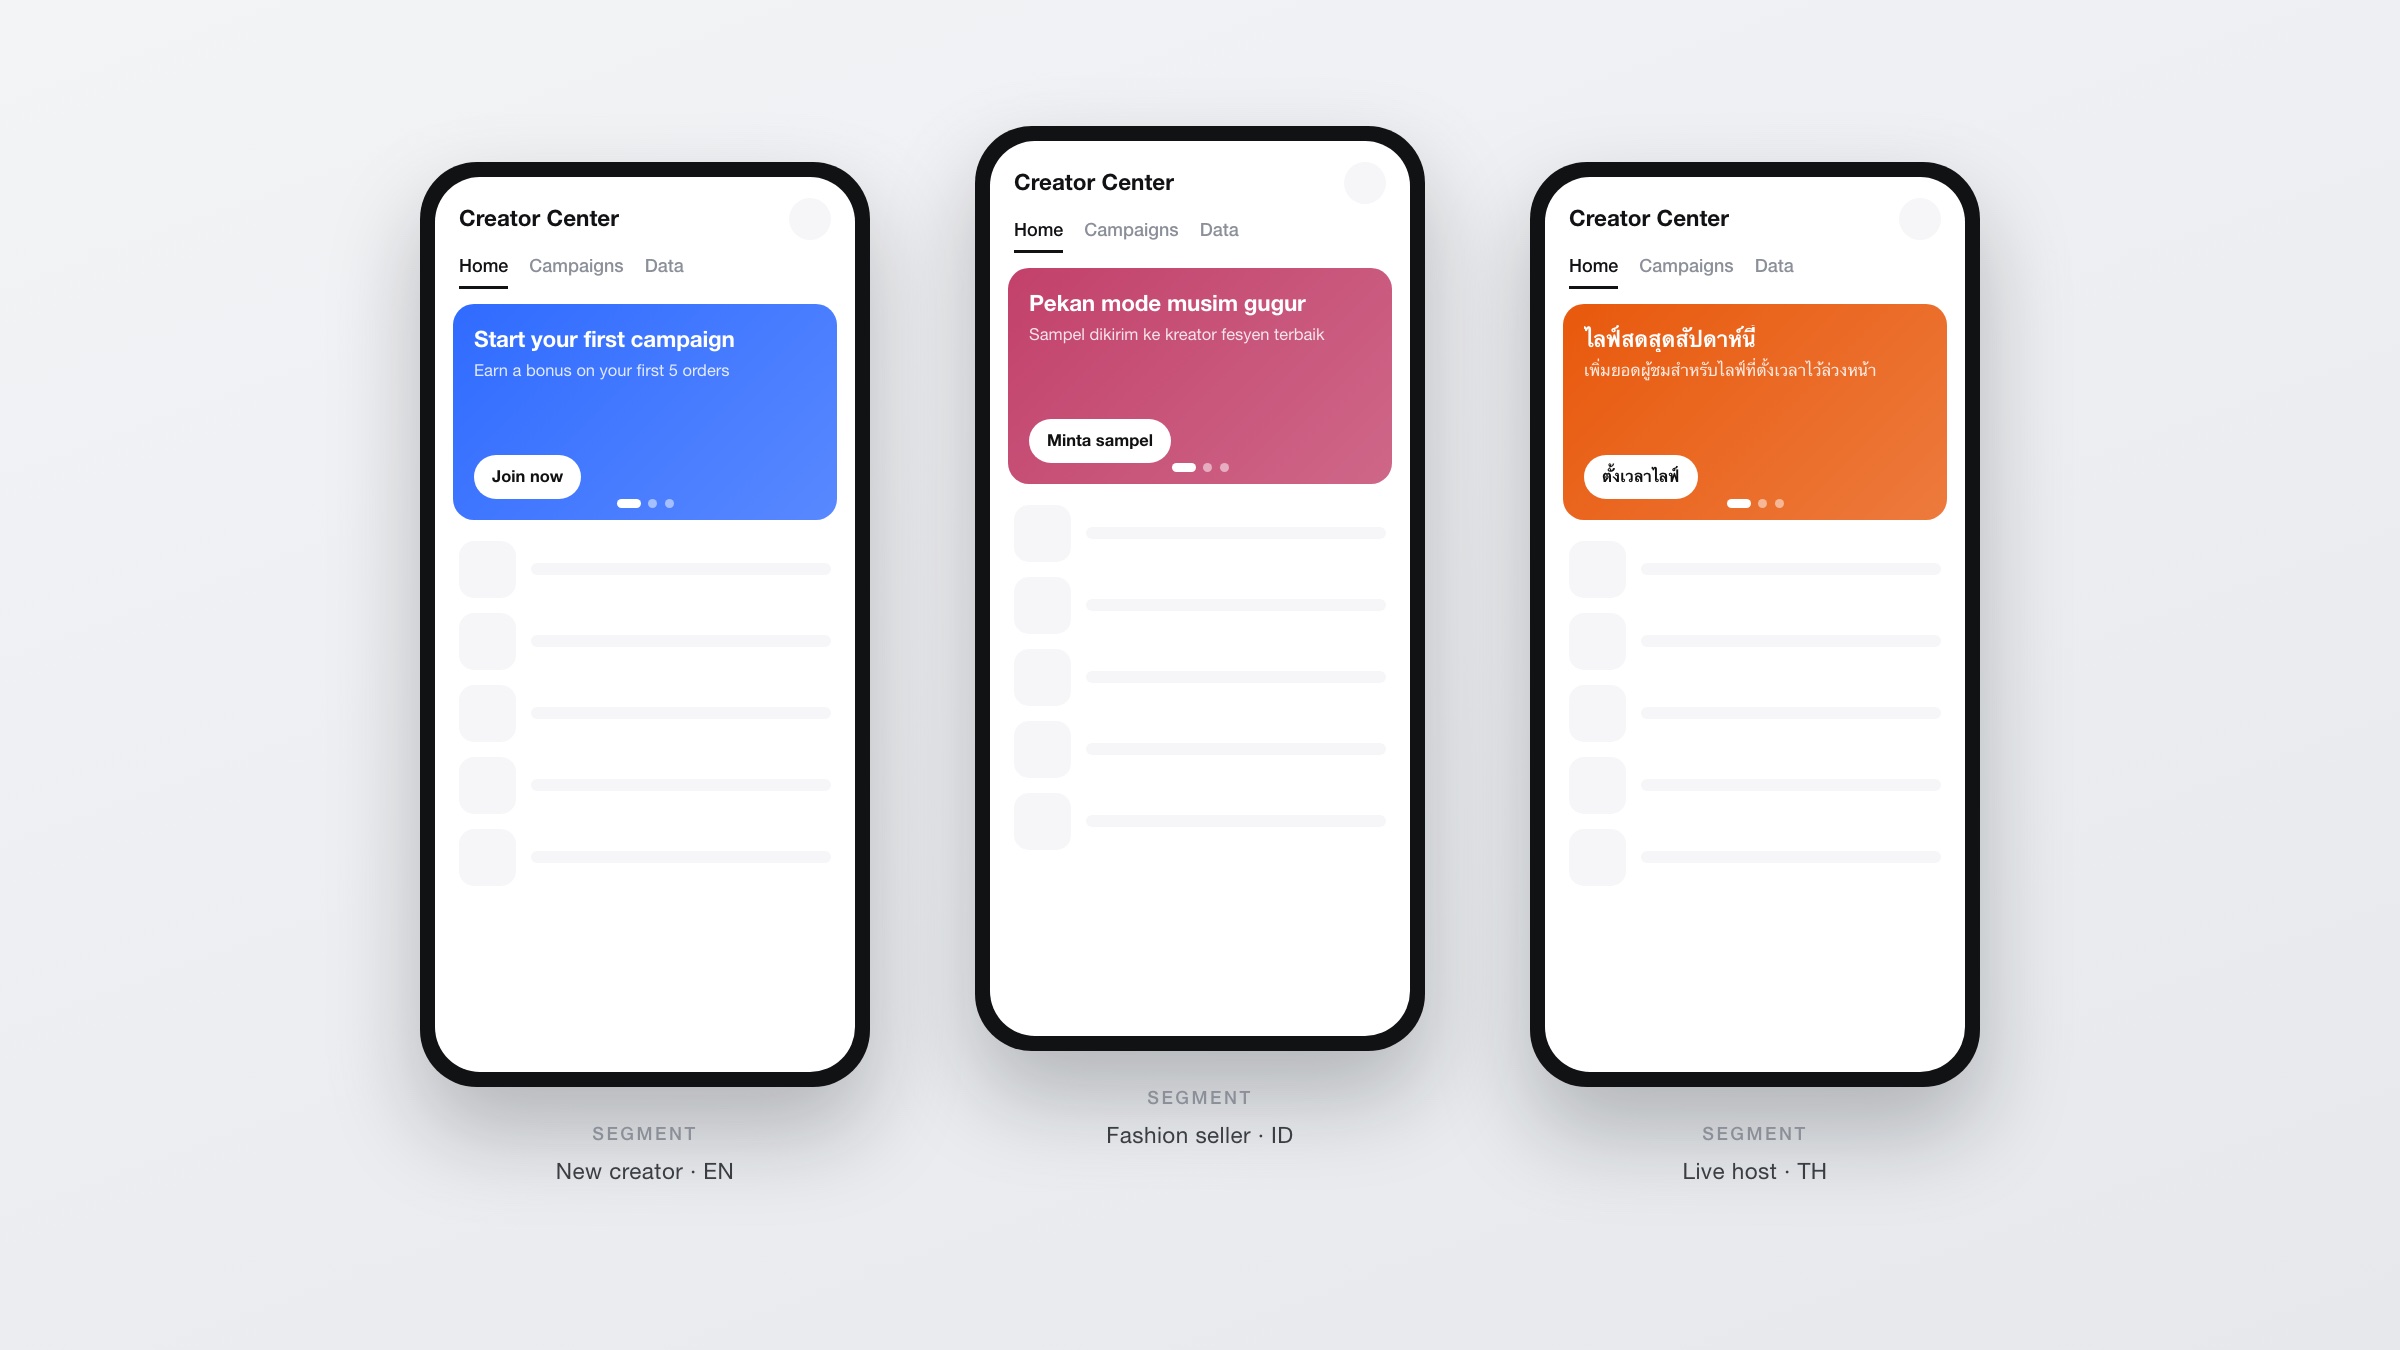 Creator Center
Home Campaigns Data
Start your first campaign
Earn a bonus on your first 5 orders
Join now
SEGMENT
New creator · EN
Creator Center
Home Campaigns Data
Pekan mode musim gugur
Sampel dikirim ke kreator fesyen terbaik
Minta sampel
SEGMENT
Fashion seller · ID
Creator Center
Home Campaigns Data
ไลฟ์สดสุดสัปดาห์นี้
เพิ่มยอดผู้ชมสำหรับไลฟ์ที่ตั้งเวลาไว้ล่วงหน้า
ตั้งเวลาไลฟ์
SEGMENT
Live host · TH